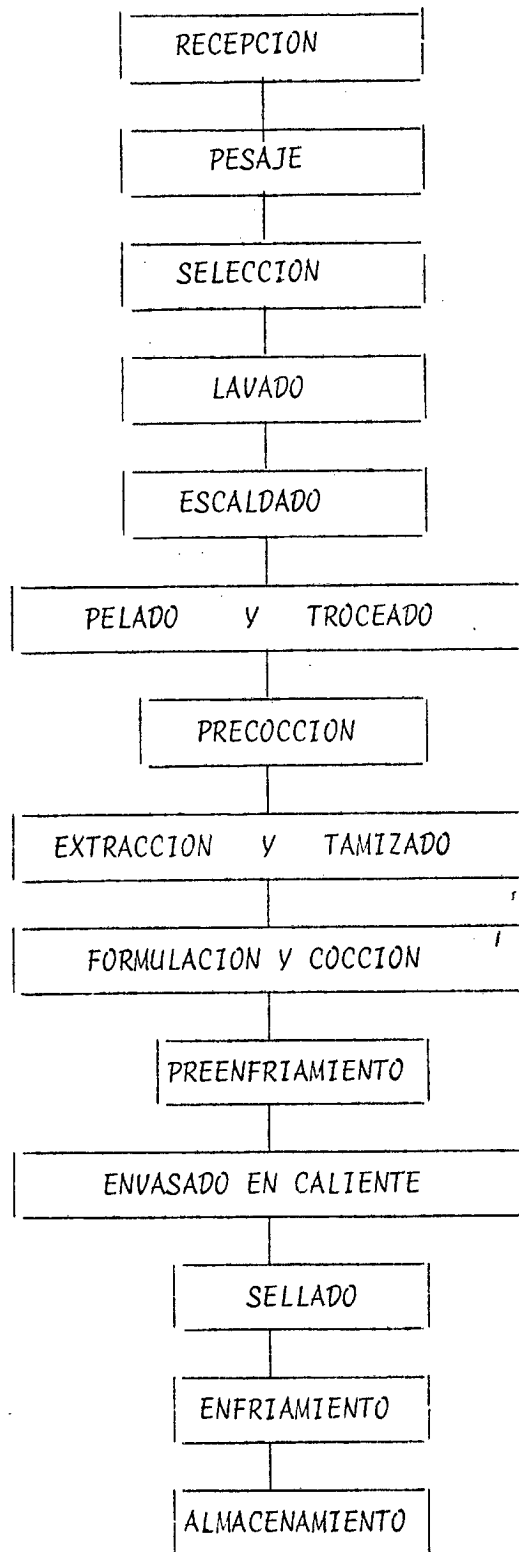 RECEPCION
PESAJE
SELECCION
LAVADO
ESCALDADO
PELADO Y TROCEADO
PRECOCCION
EXTRACCION Y TAMIZADO
FORMULACION Y COCCION
PREENFRIAMIENTO
ENVASADO EN CALIENTE
SELLADO
ENFRIAMIENTO
ALMACENAMIENTO